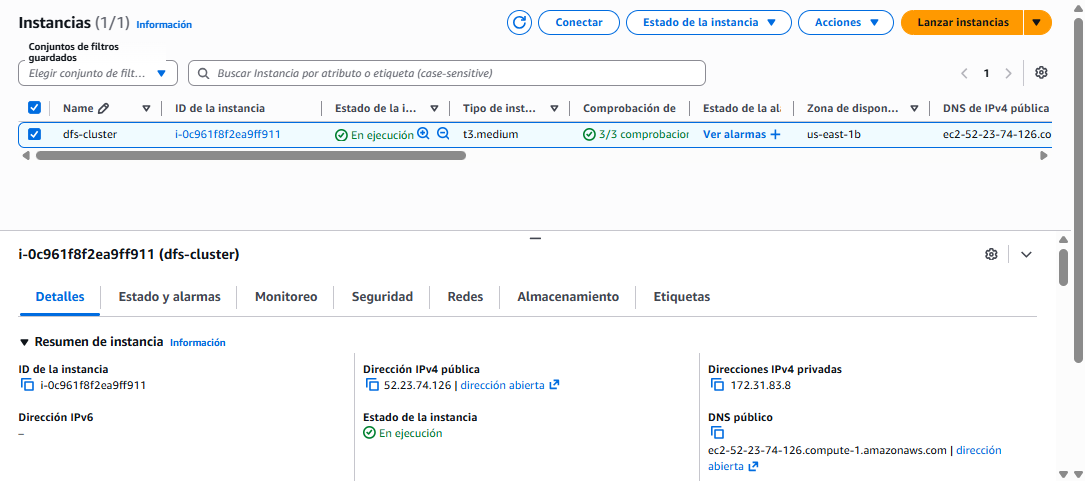 Instancias (1/1) Información
Conectar Estado de la instancia Acciones Lanzar instancias
Conjuntos de filtros
guardados
Elegir conjunto de filt... Buscar Instancia por atributo o etiqueta (case-sensitive) 1
Name ID de la instancia Estado de la i... Tipo de inst... Comprobación de Estado de la al Zona de dispon... DNS de IPv4 pública
dfs-cluster i-0c961f8f2ea9ff911 En ejecución t3.medium 3/3 comprobacion Ver alarmas + us-east-1b ec2-52-23-74-126.co
i-0c961f8f2ea9ff911 (dfs-cluster)
Detalles Estado y alarmas Monitoreo Seguridad Redes Almacenamiento Etiquetas
Resumen de instancia Información
ID de la instancia Dirección IPv4 pública Direcciones IPv4 privadas
i-0c961f8f2ea9ff911 52.23.74.126 | dirección abierta 172.31.83.8
Dirección IPv6 Estado de la instancia DNS público
– En ejecución
ec2-52-23-74-126.compute-1.amazonaws.com | dirección
abierta